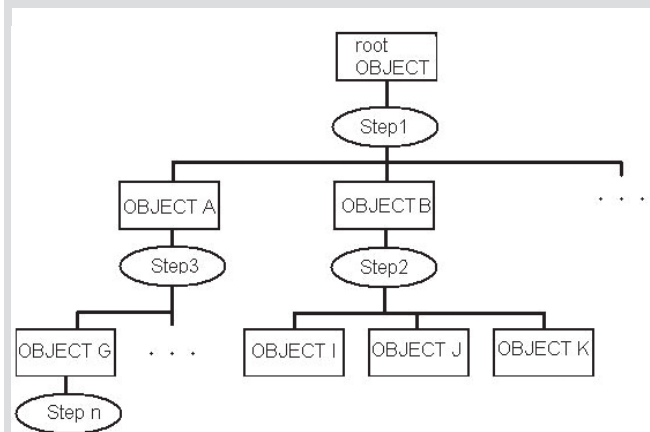 root
OBJECT
Step1
OBJECT A
OBJECT B
. . .
Step3
Step2
OBJECT G
. . .
OBJECT I
OBJECT J
OBJECT K
Step n